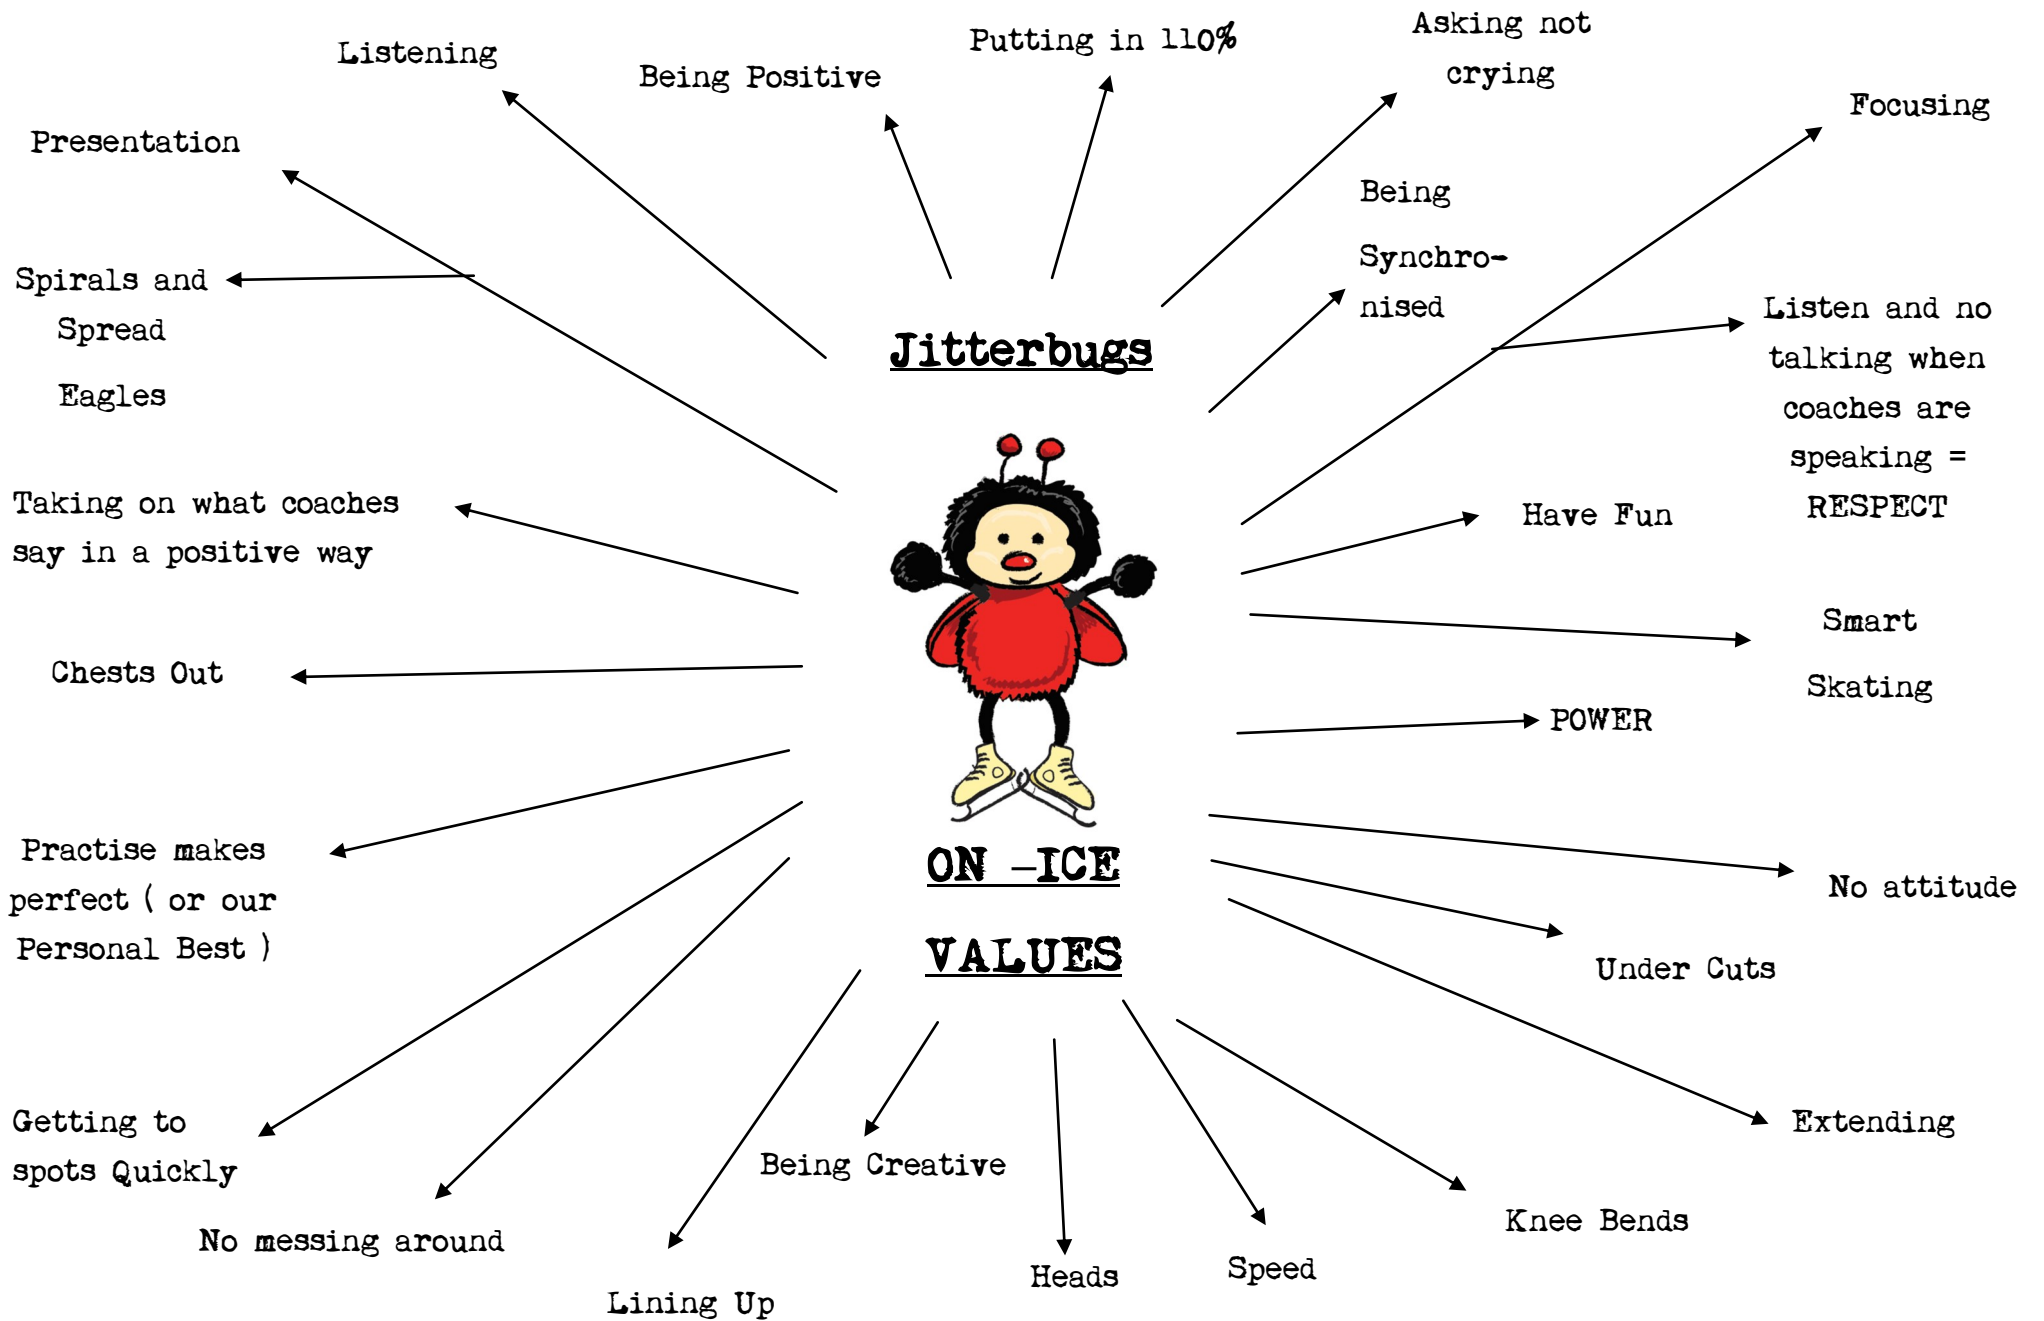 Jitterbugs
ON –ICE
VALUES
Listening
Being Positive
Putting in 110%
Asking not
crying
Focusing
Being
Synchro-
nised
Listen and no
talking when
coaches are
speaking =
RESPECT
Have Fun
Smart
Skating
POWER
No attitude
Under Cuts
Extending
Knee Bends
Speed
Heads
Being Creative
Lining Up
No messing around
Getting to
spots Quickly
Practise makes
perfect ( or our
Personal Best )
Chests Out
Taking on what coaches
say in a positive way
Spirals and
Spread
Eagles
Presentation